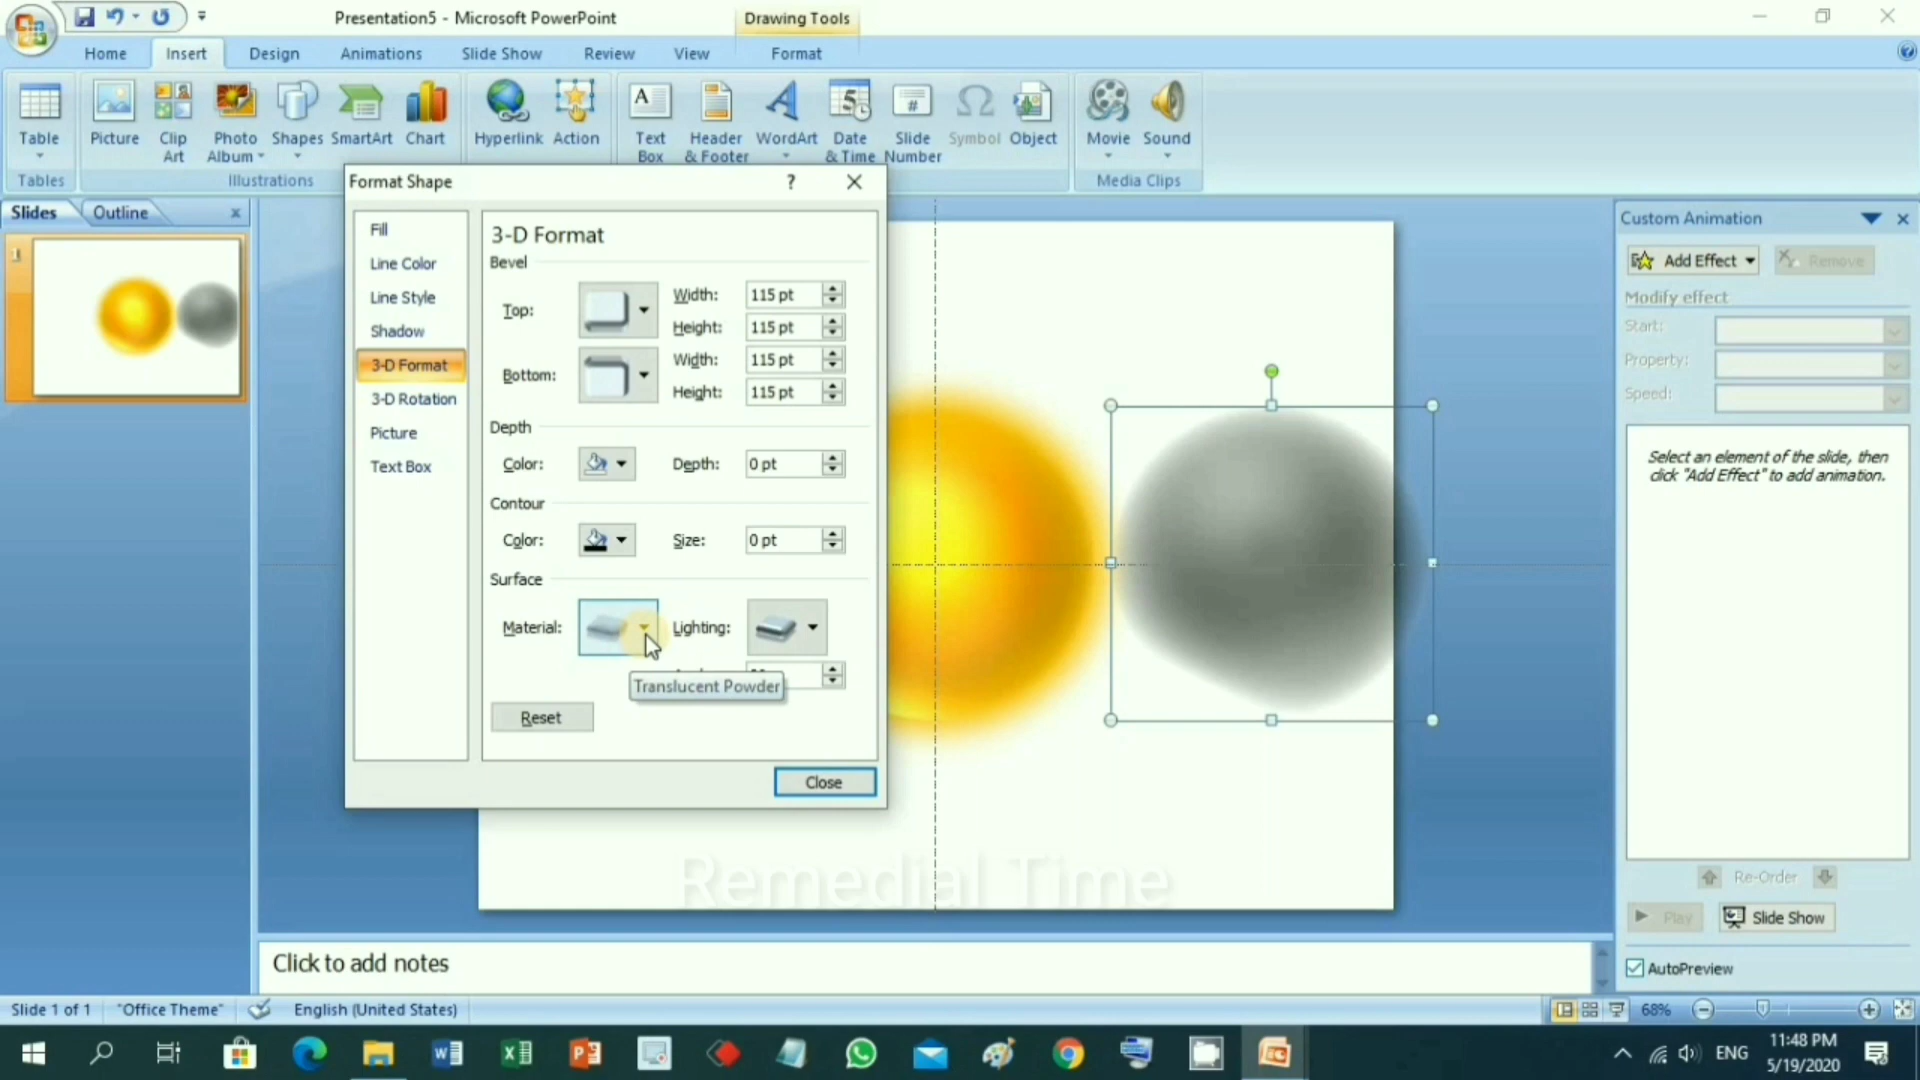 Presentation5 - Microsoft PowerPoint
Drawing Tools
Home
Insert
Design
Animations
Slide Show
Review
View
Format
Table
Picture
Clip
Art
Photo
Album
Shapes
SmartArt
Chart
Hyperlink
Action
Text
Box
Header
& Footer
WordArt
Date
& Time
Slide
Number
Symbol
Object
Movie
Sound
Tables
Illustrations
Media Clips
Slides
Outline
1
Format Shape
?
Fill
Line Color
Line Style
Shadow
3-D Format
3-D Rotation
Picture
Text Box
3-D Format
Bevel
Top:
Width: 115 pt
Height: 115 pt
Bottom:
Width: 115 pt
Height: 115 pt
Depth
Color:
Depth: 0 pt
Contour
Color:
Size: 0 pt
Surface
Material:
Lighting:
Translucent Powder
Reset
Close
Custom Animation
Add Effect
Remove
Modify effect
Start:
Property:
Speed:
Select an element of the slide, then
click "Add Effect" to add animation.
Re-Order
Play
Slide Show
AutoPreview
Remedial Time
Click to add notes
Slide 1 of 1
"Office Theme"
English (United States)
68%
ENG
11:48 PM
5/19/2020